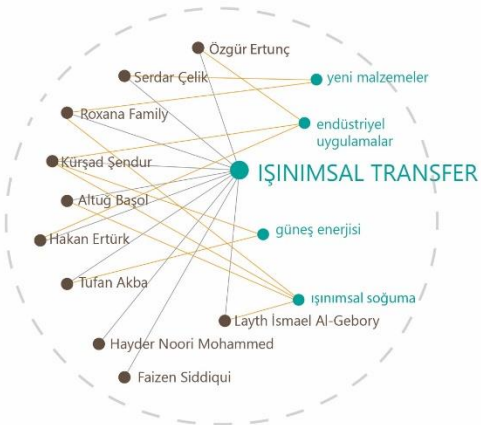 Özgür Ertunç
Serdar Çelik
yeni malzemeler
Roxana Family
endüstriyel
uygulamalar
Kürşad Şendur
IŞINIMSAL TRANSFER
Altuğ Başol
güneş enerjisi
Hakan Ertürk
Tufan Akba
ışınımsal soğuma
Layth İsmael Al-Gebory
Hayder Noori Mohammed
Faizen Siddiqui